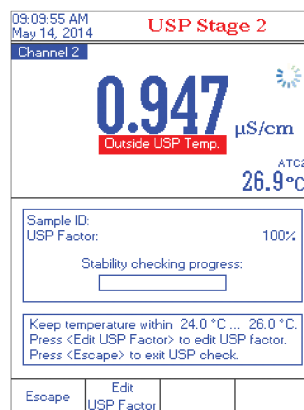 09:09:55 AM
May 14, 2014
USP Stage 2
Channel 2
0.947
µS/cm
Outside USP Temp.
ATC2
26.9°C
Sample ID:
USP Factor: 100%
Stability checking progress:
Keep temperature within 24.0 °C ... 26.0 °C.
Press <Edit USP Factor> to edit USP factor.
Press <Escape> to exit USP check.
Escape
Edit
USP Factor